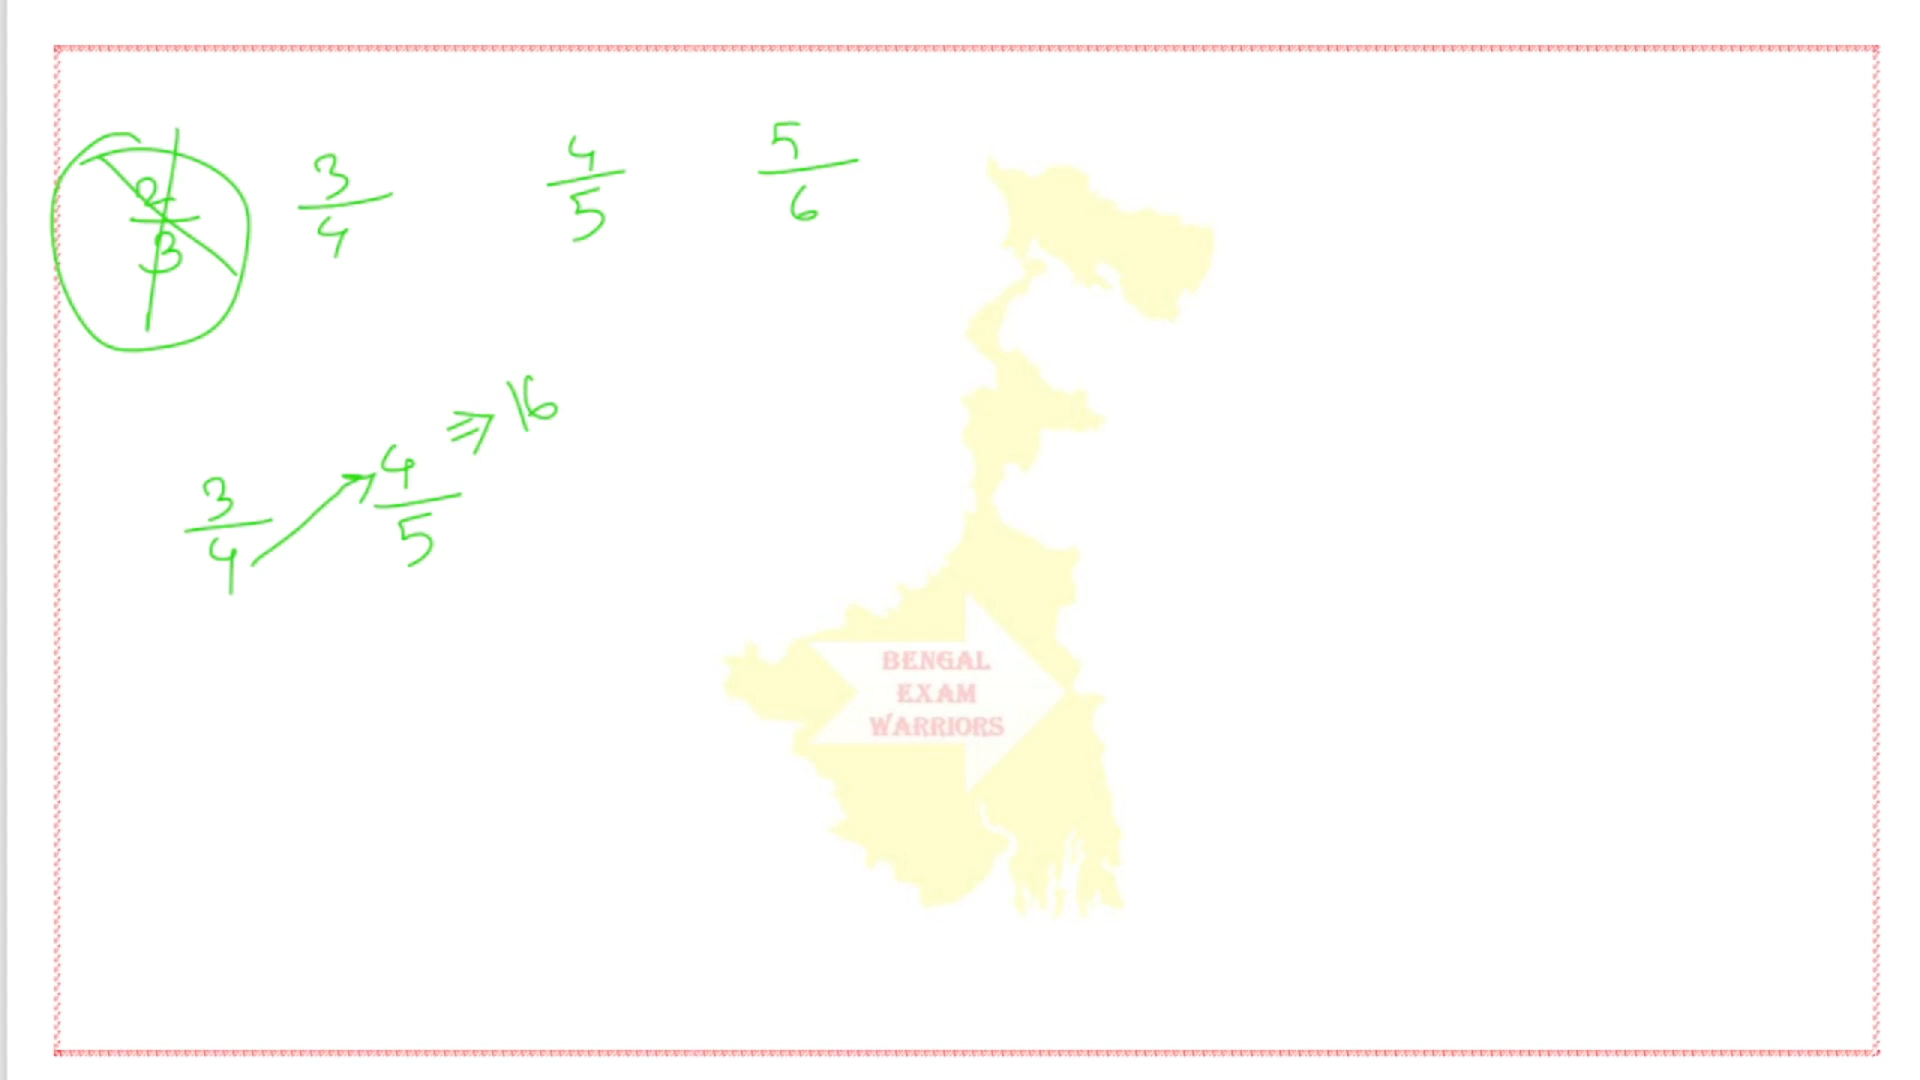 2/3 3/4 4/5 5/6
3/4 → 4/5 ⇒ 16
BENGAL
EXAM
WARRIORS